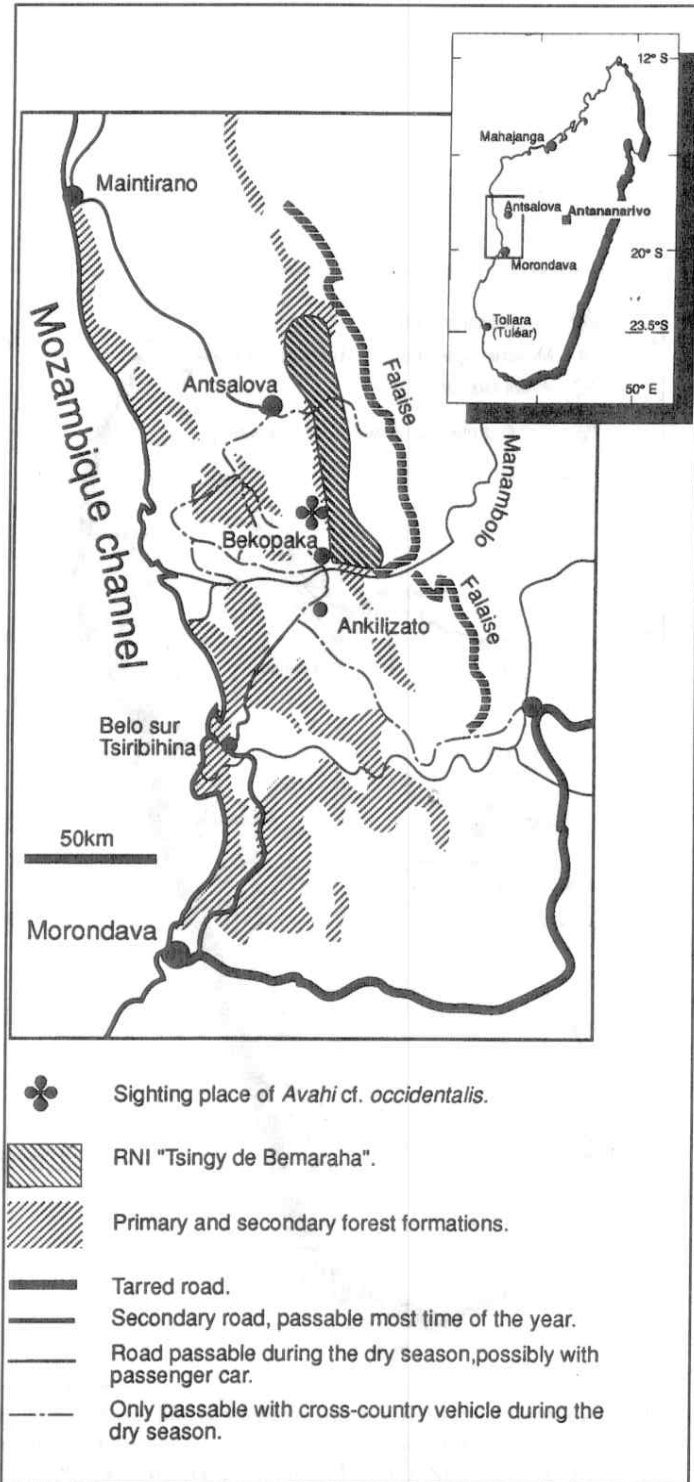 12° S
Mahajanga
Antsalova
Antananarivo
20° S
Morondava
Tollara
(Tuléar)
23.5°S
50° E
Maintirano
Mozambique channel
Antsalova
Falaise
Manambolo
Bekopaka
Ankilizato
Falaise
Belo sur
Tsiribihina
50km
Morondava
Sighting place of Avahi cf. occidentalis.
RNI "Tsingy de Bemaraha".
Primary and secondary forest formations.
Tarred road.
Secondary road, passable most time of the year.
Road passable during the dry season,possibly with
passenger car.
Only passable with cross-country vehicle during the
dry season.